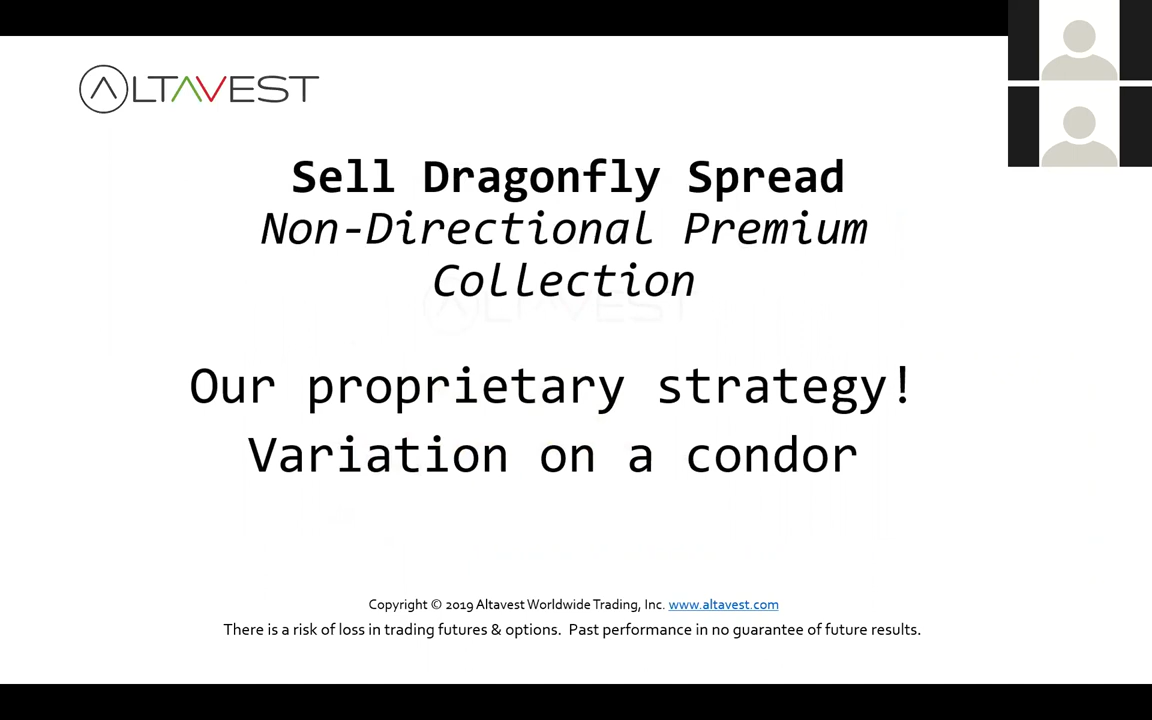 ALTAVEST
Sell Dragonfly Spread
Non-Directional Premium
Collection
ALTAVEST
Our proprietary strategy!
Variation on a condor
Copyright © 2019 Altavest Worldwide Trading, Inc. www.altavest.com
There is a risk of loss in trading futures & options.  Past performance in no guarantee of future results.